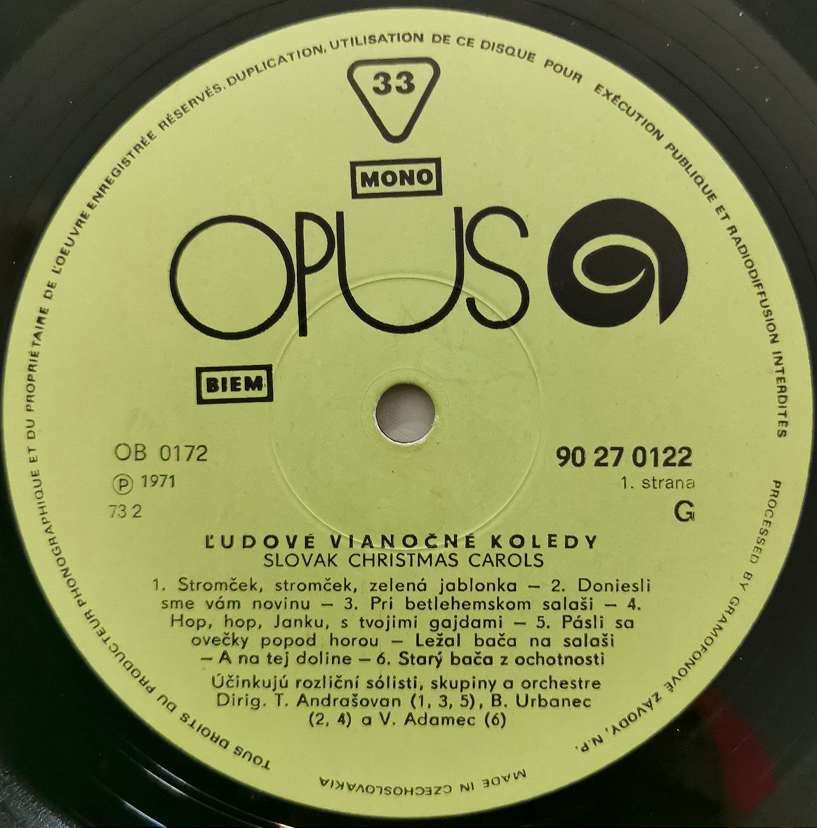 TOUS DROITS DU PRODUCTEUR PHONOGRAPHIQUE ET DU PROPRIÉTAIRE DE L'OEUVRE ENREGISTRÉE RÉSERVÉS. DUPLICATION, UTILISATION DE CE DISQUE POUR EXÉCUTION PUBLIQUE ET RADIODIFFUSION INTERDITES
33
MONO
OPUS
BIEM
OB 0172
90 27 0122
℗ 1971
1. strana
73 2
G
ĽUDOVÉ VIANOČNÉ KOLEDY
SLOVAK CHRISTMAS CAROLS
1. Stromček, stromček, zelená jablonka – 2. Doniesli
sme vám novinu – 3. Pri betlehemskom salaši – 4.
Hop, hop, Janku, s tvojimi gajdami – 5. Pásli sa
ovečky popod horou – Ležal bača na salaši
– A na tej doline – 6. Starý bača z ochotnosti
Účinkujú rozliční sólisti, skupiny a orchestre
Dirig. T. Andrašovan (1, 3, 5), B. Urbanec
(2, 4) a V. Adamec (6)
PROCESSED BY GRAMOFONOVÉ ZÁVODY, N.P.
MADE IN CZECHOSLOVAKIA